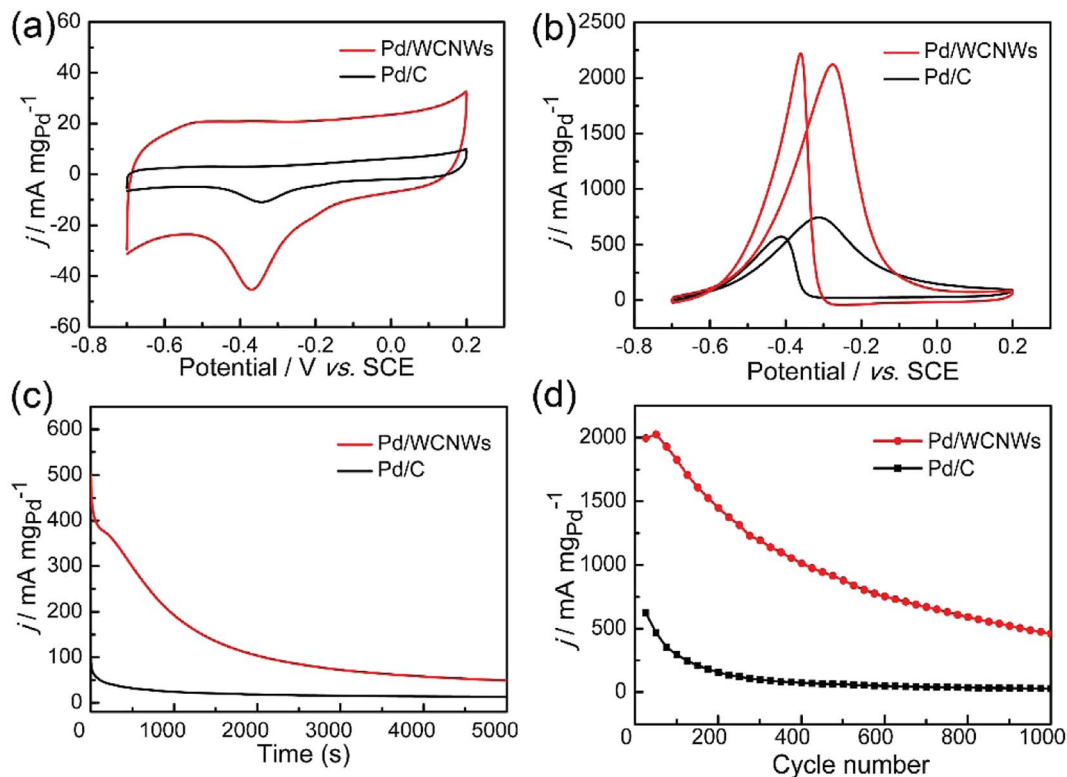 (a)
60
40
20
0
-20
-40
-60
j / mA mgPd⁻¹
Pd/WCNWs
Pd/C
-0.8 -0.6 -0.4 -0.2 0.0 0.2
Potential / V vs. SCE
(b)
2500
2000
1500
1000
500
0
j / mA mgPd⁻¹
Pd/WCNWs
Pd/C
-0.8 -0.6 -0.4 -0.2 0.0 0.2
Potential / vs. SCE
(c)
600
500
400
300
200
100
0
j / mA mgPd⁻¹
Pd/WCNWs
Pd/C
1000 2000 3000 4000 5000
Time (s)
(d)
2000
1500
1000
500
0
j / mA mgPd⁻¹
Pd/WCNWs
Pd/C
0 200 400 600 800 1000
Cycle number